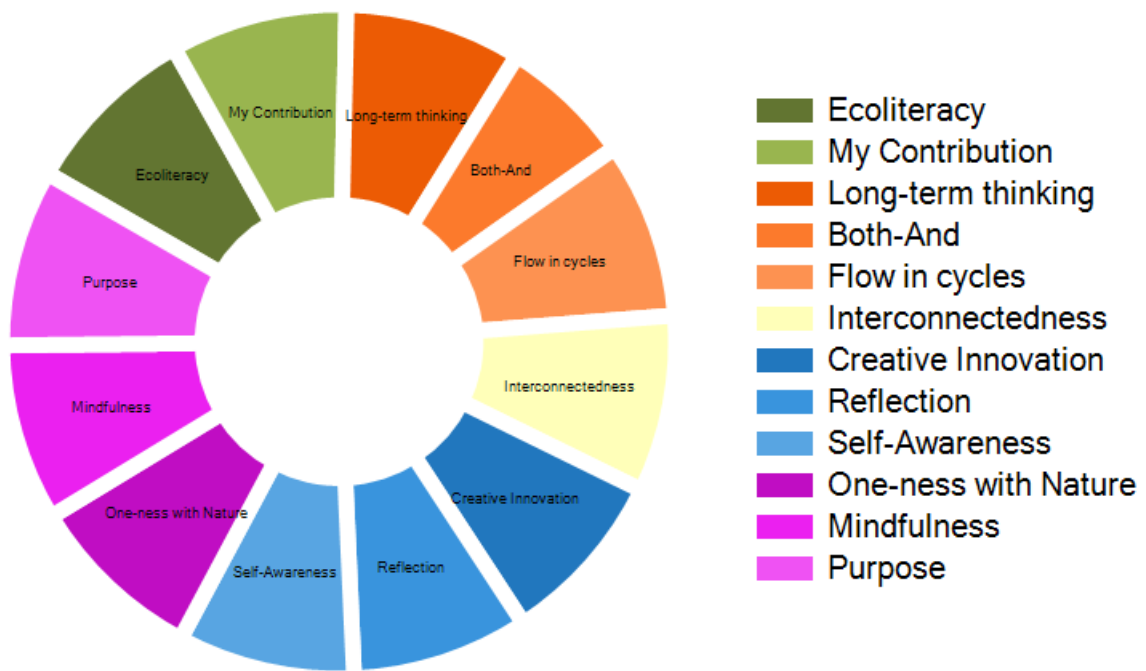 My Contribution
Long-term thinking
Both-And
Ecoliteracy
Flow in cycles
Purpose
Interconnectedness
Mindfulness
Creative Innovation
One-ness with Nature
Reflection
Self-Awareness
Ecoliteracy
My Contribution
Long-term thinking
Both-And
Flow in cycles
Interconnectedness
Creative Innovation
Reflection
Self-Awareness
One-ness with Nature
Mindfulness
Purpose